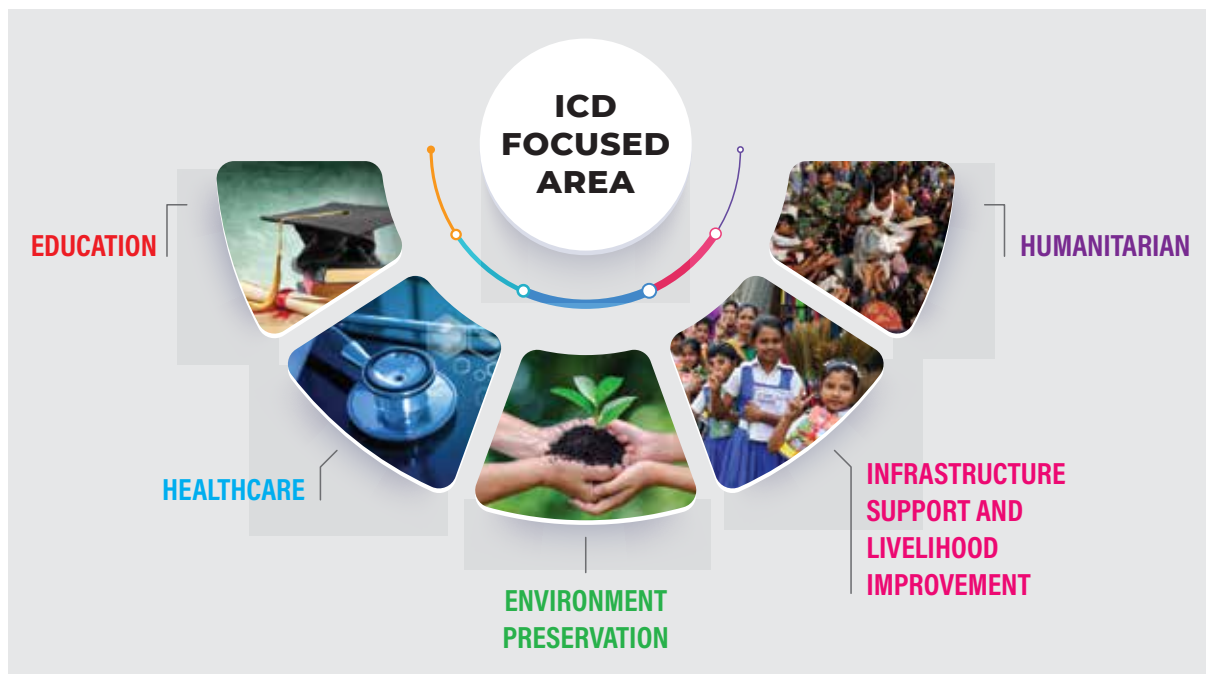 ICD
FOCUSED
AREA
EDUCATION
HEALTHCARE
ENVIRONMENT
PRESERVATION
INFRASTRUCTURE
SUPPORT AND
LIVELIHOOD
IMPROVEMENT
HUMANITARIAN